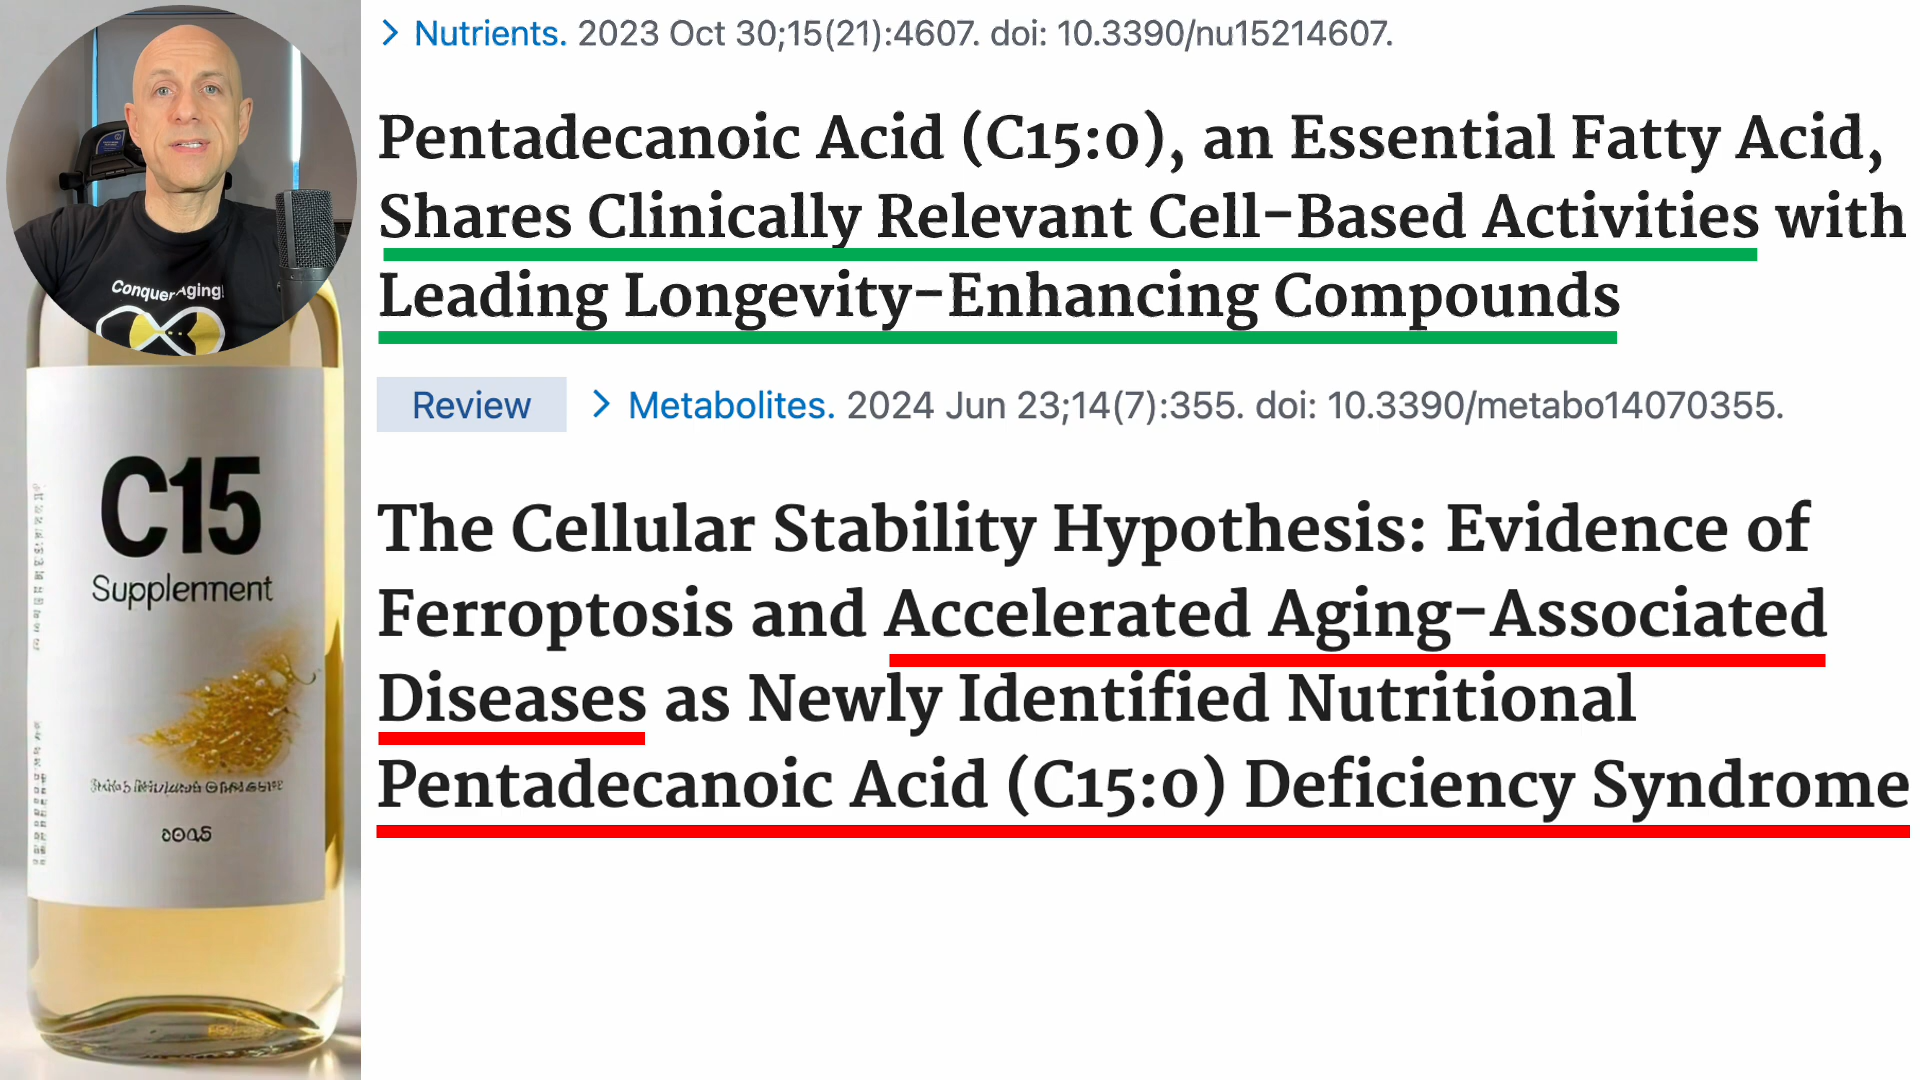 > Nutrients. 2023 Oct 30;15(21):4607. doi: 10.3390/nu15214607.
Pentadecanoic Acid (C15:0), an Essential Fatty Acid,
Shares Clinically Relevant Cell-Based Activities with
Leading Longevity-Enhancing Compounds
Review > Metabolites. 2024 Jun 23;14(7):355. doi: 10.3390/metabo14070355.
The Cellular Stability Hypothesis: Evidence of
Ferroptosis and Accelerated Aging-Associated
Diseases as Newly Identified Nutritional
Pentadecanoic Acid (C15:0) Deficiency Syndrome
Conquer Aging!
C15
Supplenment